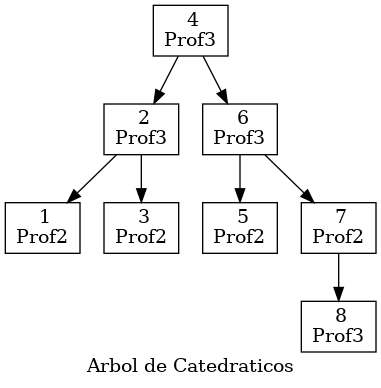 4
Prof3
2
Prof3
6
Prof3
1
Prof2
3
Prof2
5
Prof2
7
Prof2
8
Prof3
Arbol de Catedraticos